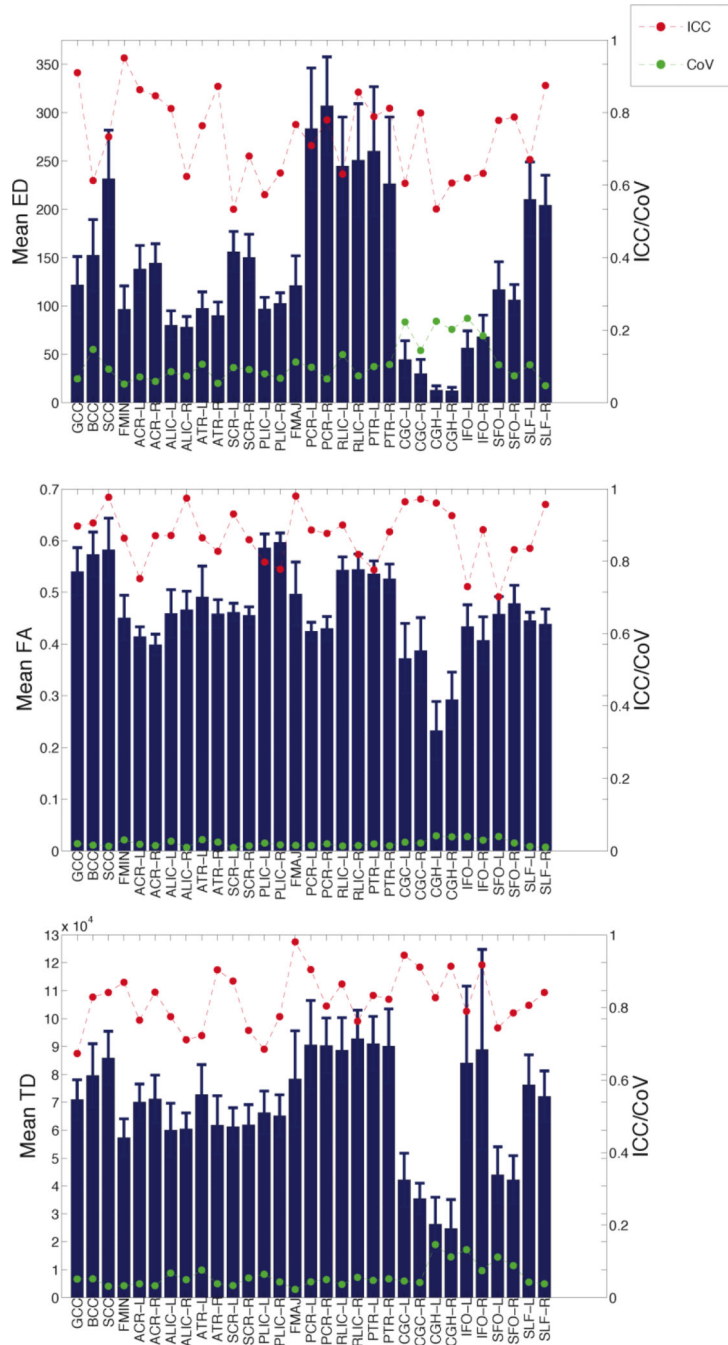 ICC
CoV
350
300
250
200
150
100
50
0
Mean ED
1
0.8
0.6
0.4
0.2
0
ICC/CoV
GCC
BCC
SCC
FMIN
ACR-L
ACR-R
ALIC-L
ALIC-R
ATR-L
ATR-R
SCR-L
SCR-R
PLIC-L
PLIC-R
FMAJ
PCR-L
PCR-R
RLIC-L
RLIC-R
PTR-L
PTR-R
CGC-L
CGC-R
CGH-L
CGH-R
IFO-L
IFO-R
SFO-L
SFO-R
SLF-L
SLF-R
0.7
0.6
0.5
0.4
0.3
0.2
0.1
0
Mean FA
1
0.8
0.6
0.4
0.2
0
ICC/CoV
GCC
BCC
SCC
FMIN
ACR-L
ACR-R
ALIC-L
ALIC-R
ATR-L
ATR-R
SCR-L
SCR-R
PLIC-L
PLIC-R
FMAJ
PCR-L
PCR-R
RLIC-L
RLIC-R
PTR-L
PTR-R
CGC-L
CGC-R
CGH-L
CGH-R
IFO-L
IFO-R
SFO-L
SFO-R
SLF-L
SLF-R
x 10⁴
13
12
11
10
9
8
7
6
5
4
3
2
1
0
Mean TD
1
0.8
0.6
0.4
0.2
0
ICC/CoV
GCC
BCC
SCC
FMIN
ACR-L
ACR-R
ALIC-L
ALIC-R
ATR-L
ATR-R
SCR-L
SCR-R
PLIC-L
PLIC-R
FMAJ
PCR-L
PCR-R
RLIC-L
RLIC-R
PTR-L
PTR-R
CGC-L
CGC-R
CGH-L
CGH-R
IFO-L
IFO-R
SFO-L
SFO-R
SLF-L
SLF-R